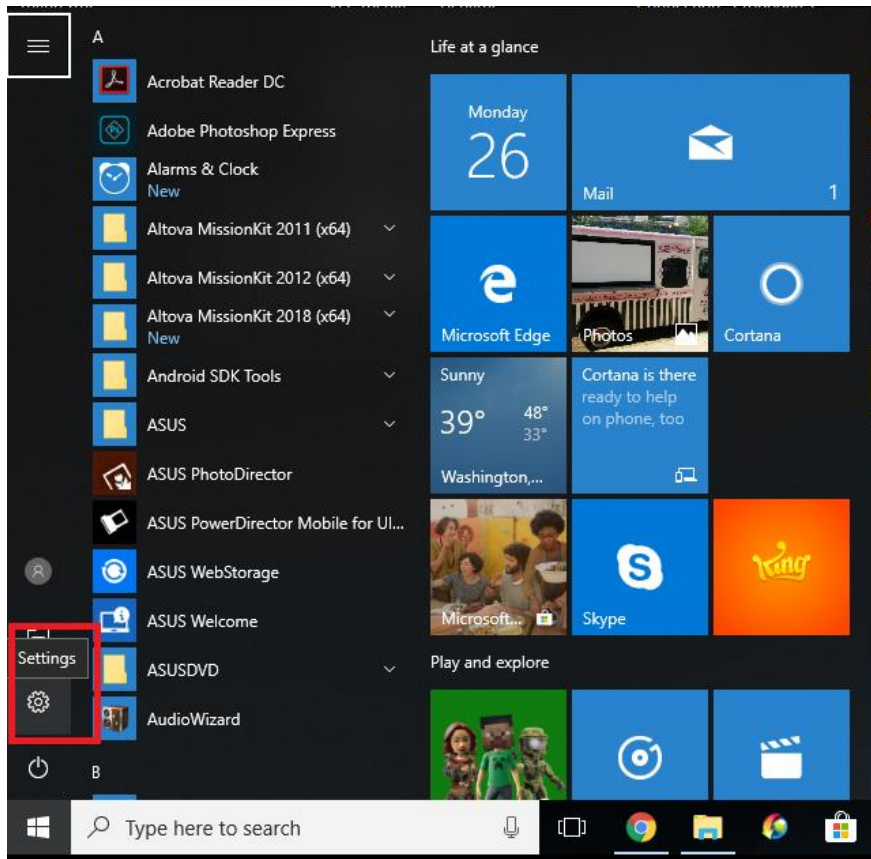 A
Acrobat Reader DC
Adobe Photoshop Express
Alarms & Clock
New
Altova MissionKit 2011 (x64)
Altova MissionKit 2012 (x64)
Altova MissionKit 2018 (x64)
New
Android SDK Tools
ASUS
ASUS PhotoDirector
ASUS PowerDirector Mobile for Ul...
ASUS WebStorage
ASUS Welcome
Settings
ASUSDVD
AudioWizard
B
Life at a glance
Monday
26
Mail
1
Microsoft Edge
Photos
Cortana
Sunny
39°
48°
33°
Washington,...
Cortana is there
ready to help
on phone, too
Microsoft...
Skype
King
Play and explore
Type here to search